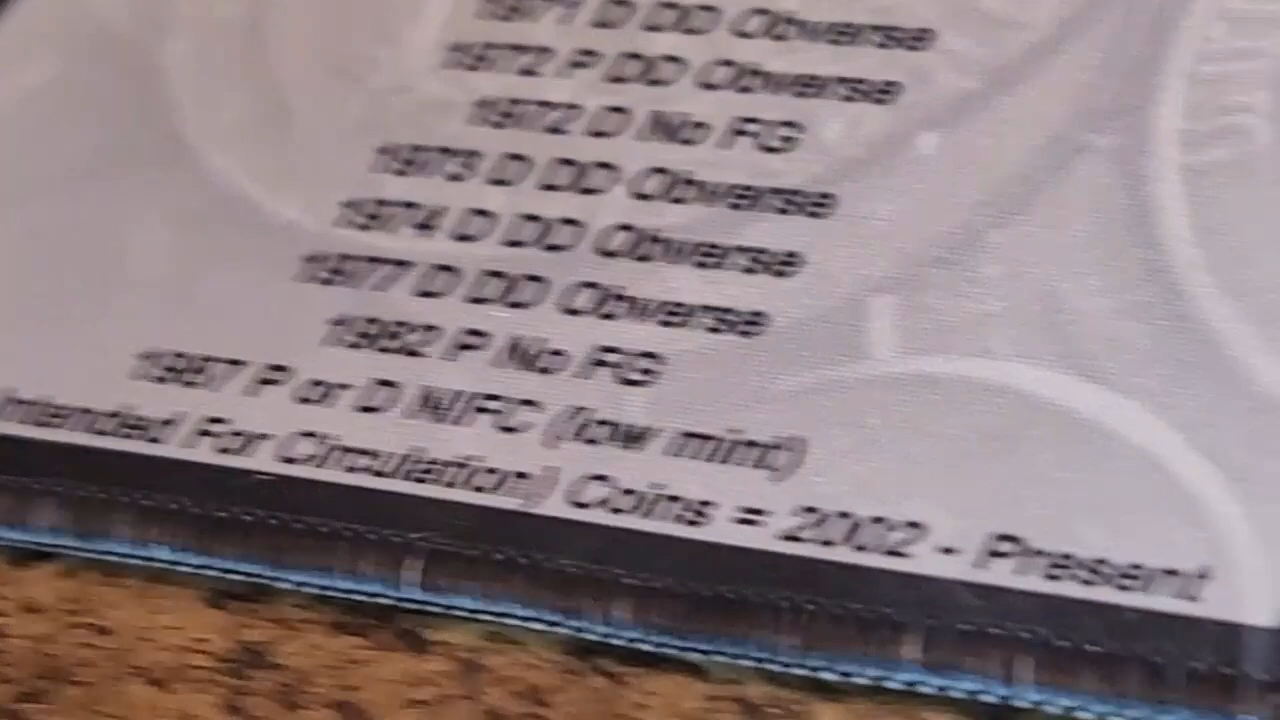 1971 D DD Obverse
1972 P DD Obverse
1972 D No FG
1973 D DD Obverse
1974 D DD Obverse
1977 D DD Obverse
1982 P No FG
1987 P or D NIFC (low mint)
Intended For Circulation) Coins = 2002 - Present